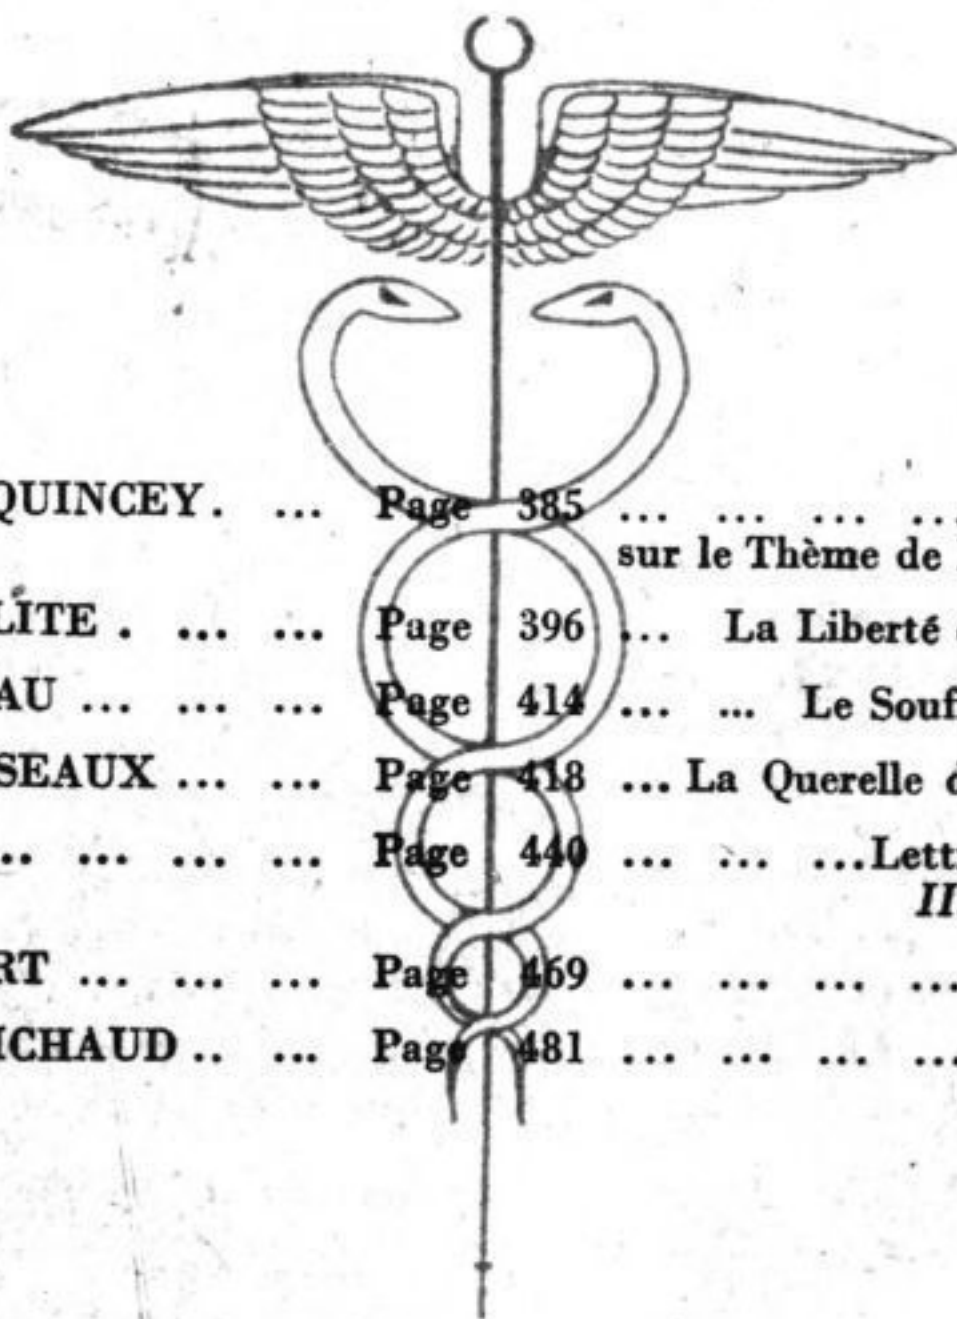 QUINCEY. ... Page 385 ... ... ... ...
sur le Thème de
LITE . ... ... Page 396 ... La Liberté
AU ... ... ... Page 414 ... ... Le Souf
SEAUX ... ... Page 418 ... La Querelle d
... ... ... ... Page 440 ... ... ...Lett
II
RT ... ... ... Page 469 ... ... ... ...
ICHAUD .. ... Page 481 ... ... ... ...